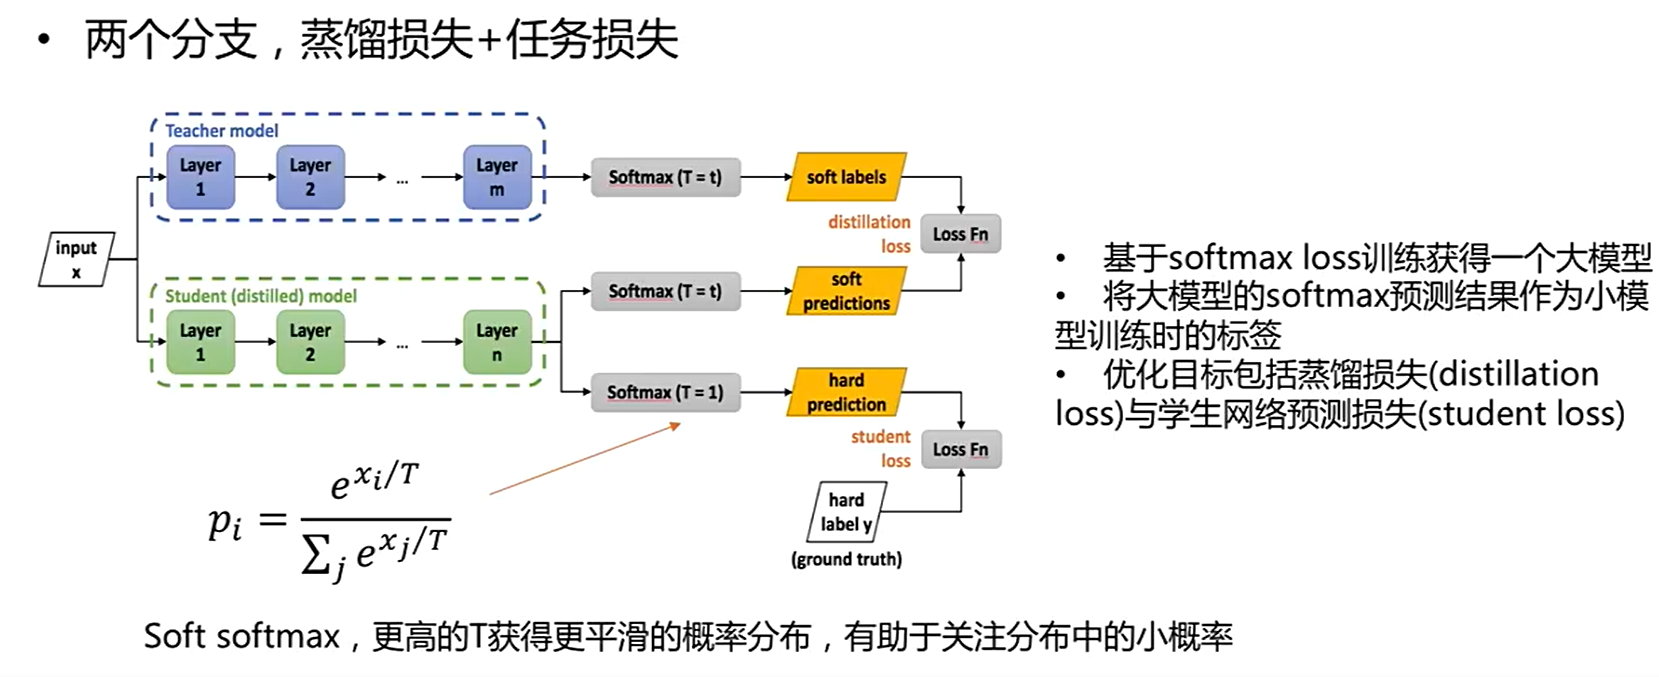 • 两个分支，蒸馏损失+任务损失
Teacher model
Layer 1
Layer 2
...
Layer m
Softmax (T = t)
soft labels
distillation loss
Loss Fn
input x
Student (distilled) model
Layer 1
Layer 2
...
Layer n
Softmax (T = t)
soft predictions
Softmax (T = 1)
hard prediction
student loss
Loss Fn
hard label y
(ground truth)
p_i = e^{x_i/T} / ∑_j e^{x_j/T}
• 基于softmax loss训练获得一个大模型
• 将大模型的softmax预测结果作为小模
型训练时的标签
• 优化目标包括蒸馏损失(distillation
loss)与学生网络预测损失(student loss)
Soft softmax，更高的T获得更平滑的概率分布，有助于关注分布中的小概率